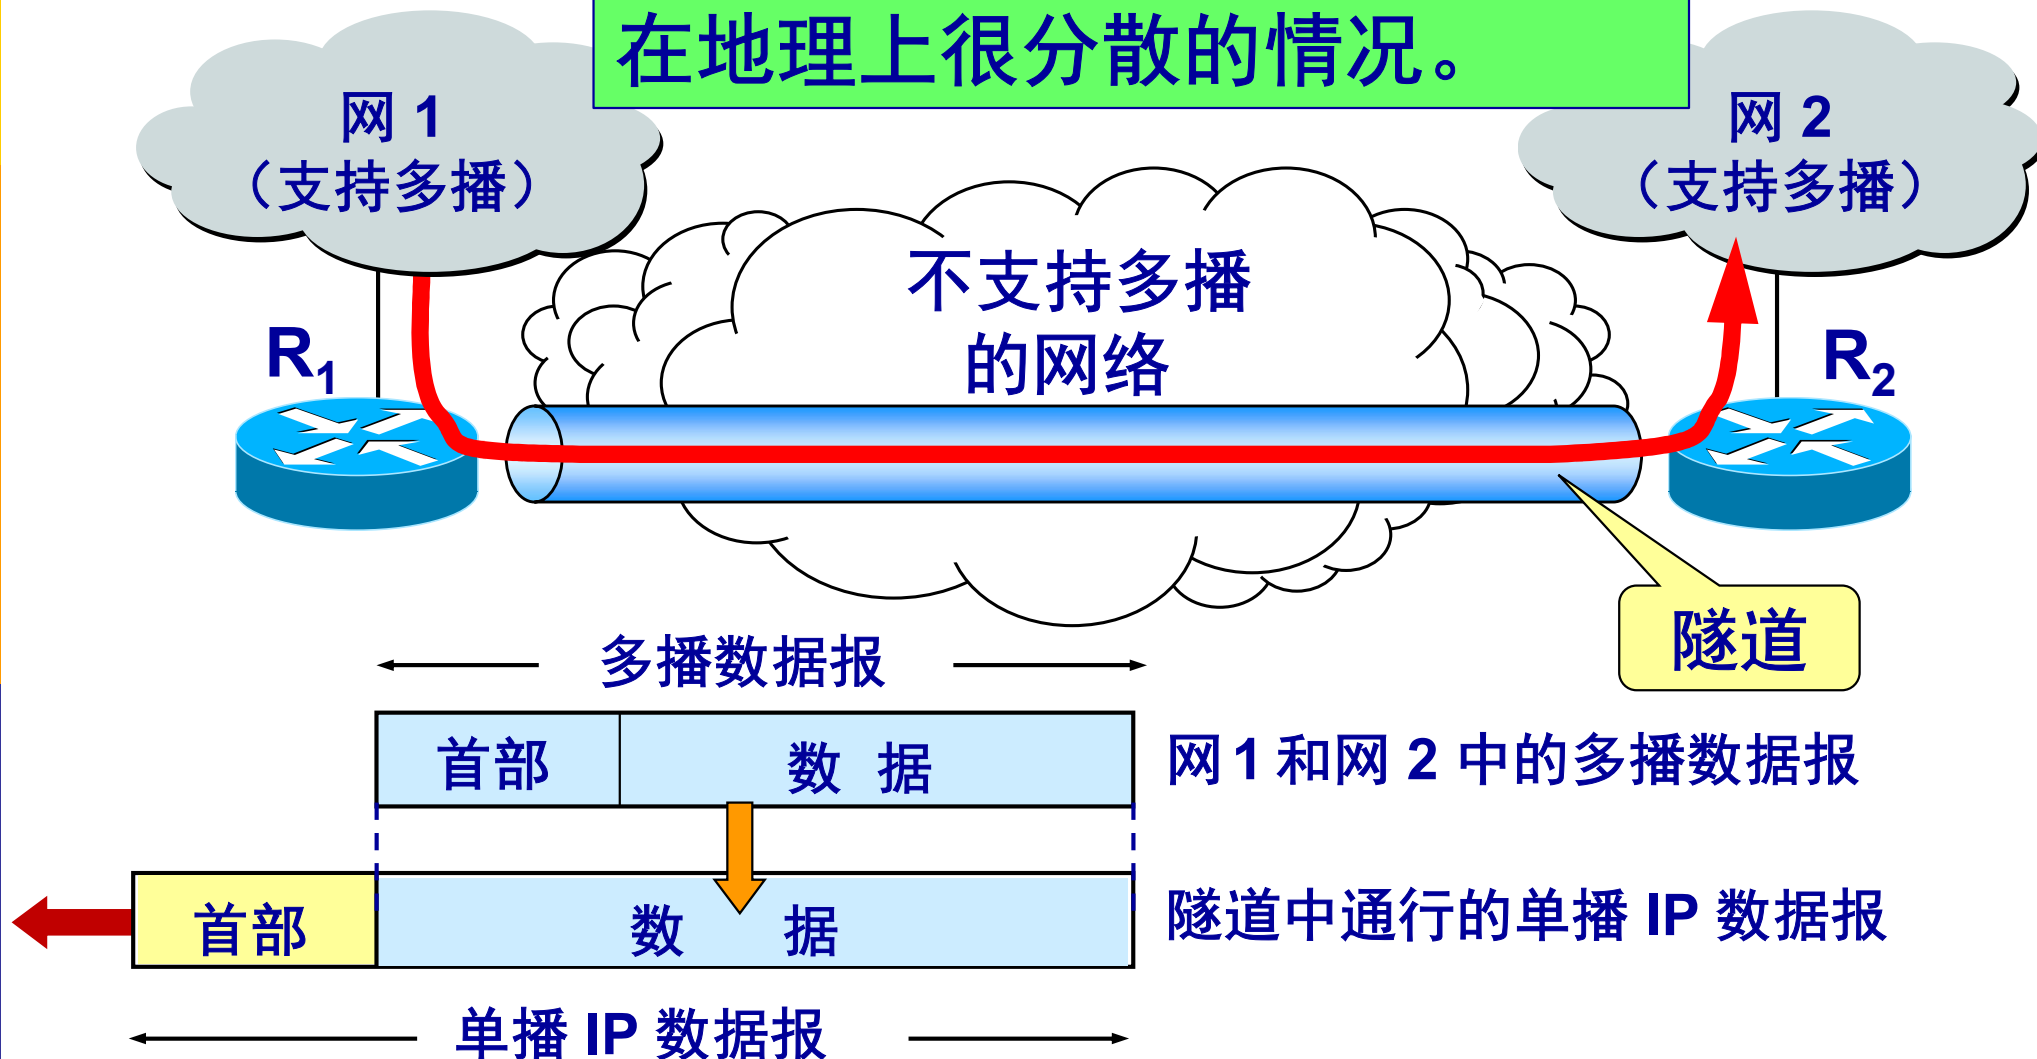 在地理上很分散的情况。
网 1
（支持多播）
网 2
（支持多播）
不支持多播
的网络
R1
R2
隧道
多播数据报
首部
数 据
网1 和网 2 中的多播数据报
首部
数 据
隧道中通行的单播 IP 数据报
单播 IP 数据报